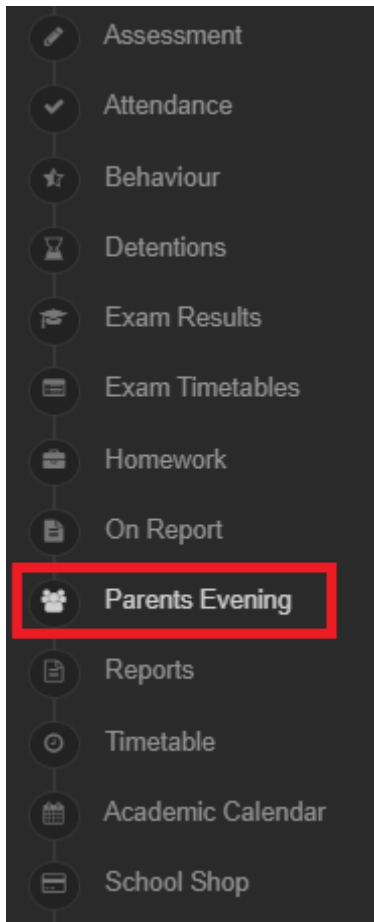 Assessment
Attendance
Behaviour
Detentions
Exam Results
Exam Timetables
Homework
On Report
Parents Evening
Reports
Timetable
Academic Calendar
School Shop